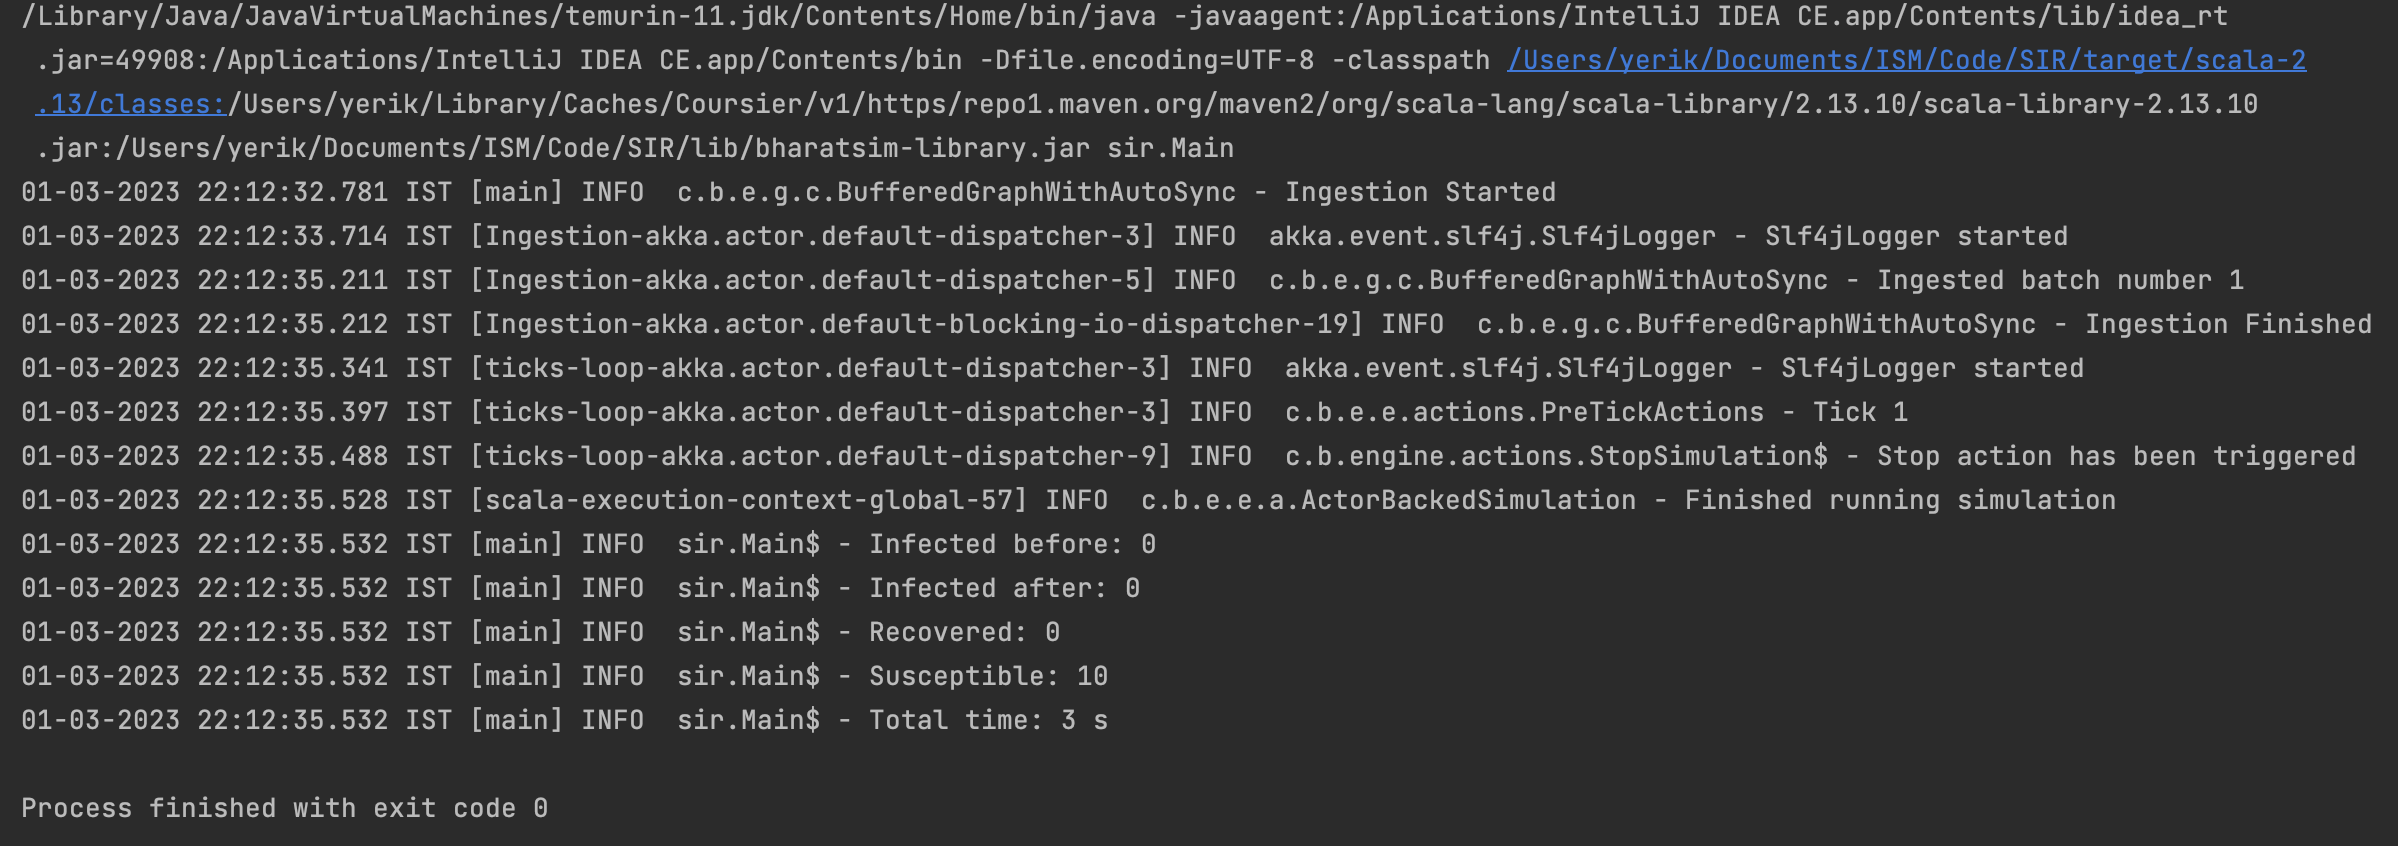 /Library/Java/JavaVirtualMachines/temurin-11.jdk/Contents/Home/bin/java -javaagent:/Applications/IntelliJ IDEA CE.app/Contents/lib/idea_rt
.jar=49908:/Applications/IntelliJ IDEA CE.app/Contents/bin -Dfile.encoding=UTF-8 -classpath /Users/yerik/Documents/ISM/Code/SIR/target/scala-2
.13/classes:/Users/yerik/Library/Caches/Coursier/v1/https/repo1.maven.org/maven2/org/scala-lang/scala-library/2.13.10/scala-library-2.13.10
.jar:/Users/yerik/Documents/ISM/Code/SIR/lib/bharatsim-library.jar sir.Main
01-03-2023 22:12:32.781 IST [main] INFO  c.b.e.g.c.BufferedGraphWithAutoSync - Ingestion Started
01-03-2023 22:12:33.714 IST [Ingestion-akka.actor.default-dispatcher-3] INFO  akka.event.slf4j.Slf4jLogger - Slf4jLogger started
01-03-2023 22:12:35.211 IST [Ingestion-akka.actor.default-dispatcher-5] INFO  c.b.e.g.c.BufferedGraphWithAutoSync - Ingested batch number 1
01-03-2023 22:12:35.212 IST [Ingestion-akka.actor.default-blocking-io-dispatcher-19] INFO  c.b.e.g.c.BufferedGraphWithAutoSync - Ingestion Finished
01-03-2023 22:12:35.341 IST [ticks-loop-akka.actor.default-dispatcher-3] INFO  akka.event.slf4j.Slf4jLogger - Slf4jLogger started
01-03-2023 22:12:35.397 IST [ticks-loop-akka.actor.default-dispatcher-3] INFO  c.b.e.e.actions.PreTickActions - Tick 1
01-03-2023 22:12:35.488 IST [ticks-loop-akka.actor.default-dispatcher-9] INFO  c.b.engine.actions.StopSimulation$ - Stop action has been triggered
01-03-2023 22:12:35.528 IST [scala-execution-context-global-57] INFO  c.b.e.e.a.ActorBackedSimulation - Finished running simulation
01-03-2023 22:12:35.532 IST [main] INFO  sir.Main$ - Infected before: 0
01-03-2023 22:12:35.532 IST [main] INFO  sir.Main$ - Infected after: 0
01-03-2023 22:12:35.532 IST [main] INFO  sir.Main$ - Recovered: 0
01-03-2023 22:12:35.532 IST [main] INFO  sir.Main$ - Susceptible: 10
01-03-2023 22:12:35.532 IST [main] INFO  sir.Main$ - Total time: 3 s
Process finished with exit code 0